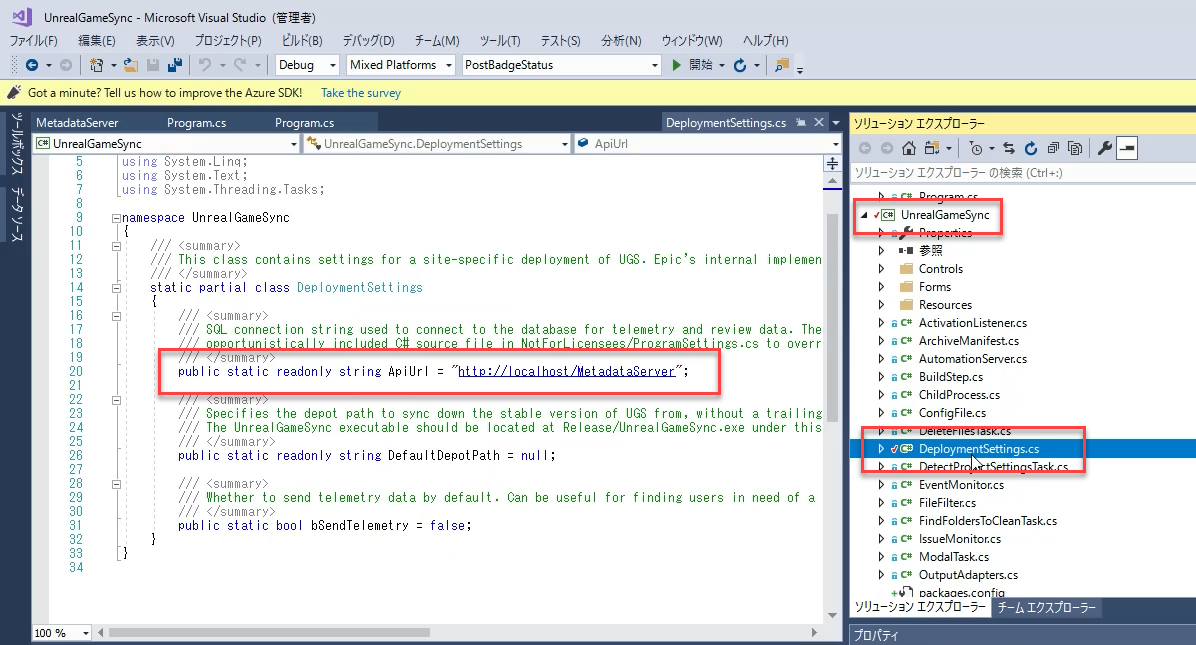 UnrealGameSync - Microsoft Visual Studio (管理者)
ファイル(F) 編集(E) 表示(V) プロジェクト(P) ビルド(B) デバッグ(D) チーム(M) ツール(T) テスト(S) 分析(N) ウィンドウ(W) ヘルプ(H)
Debug Mixed Platforms PostBadgeStatus 開始
Got a minute? Tell us how to improve the Azure SDK! Take the survey
ツールボックス
データ ソース
MetadataServer Program.cs Program.cs DeploymentSettings.cs
UnrealGameSync UnrealGameSync.DeploymentSettings ApiUrl
5 using System.Linq;
6 using System.Text;
7 using System.Threading.Tasks;
8
9 namespace UnrealGameSync
10 {
11 /// <summary>
12 /// This class contains settings for a site-specific deployment of UGS. Epic's internal implemen
13 /// </summary>
14 static partial class DeploymentSettings
15 {
16 /// <summary>
17 /// SQL connection string used to connect to the database for telemetry and review data. The
18 /// opportunistically included C# source file in NotForLicensees/ProgramSettings.cs to overr
19 /// </summary>
20 public static readonly string ApiUrl = "http://localhost/MetadataServer";
21
22 /// <summary>
23 /// Specifies the depot path to sync down the stable version of UGS from, without a trailing
24 /// The UnrealGameSync executable should be located at Release/UnrealGameSync.exe under this
25 /// </summary>
26 public static readonly string DefaultDepotPath = null;
27
28 /// <summary>
29 /// Whether to send telemetry data by default. Can be useful for finding users in need of a
30 /// </summary>
31 public static bool bSendTelemetry = false;
32 }
33 }
34
100 %
ソリューション エクスプローラー
ソリューション エクスプローラー の検索 (Ctrl+:)
C# Program.cs
C# UnrealGameSync
Properties
参照
Controls
Forms
Resources
C# ActivationListener.cs
C# ArchiveManifest.cs
C# AutomationServer.cs
C# BuildStep.cs
C# ChildProcess.cs
C# ConfigFile.cs
C# DeleteFilesTask.cs
C# DeploymentSettings.cs
C# DetectProjectSettingsTask.cs
C# EventMonitor.cs
C# FileFilter.cs
C# FindFoldersToCleanTask.cs
C# IssueMonitor.cs
C# ModalTask.cs
C# OutputAdapters.cs
packages.config
ソリューション エクスプローラー チーム エクスプローラー
プロパティ